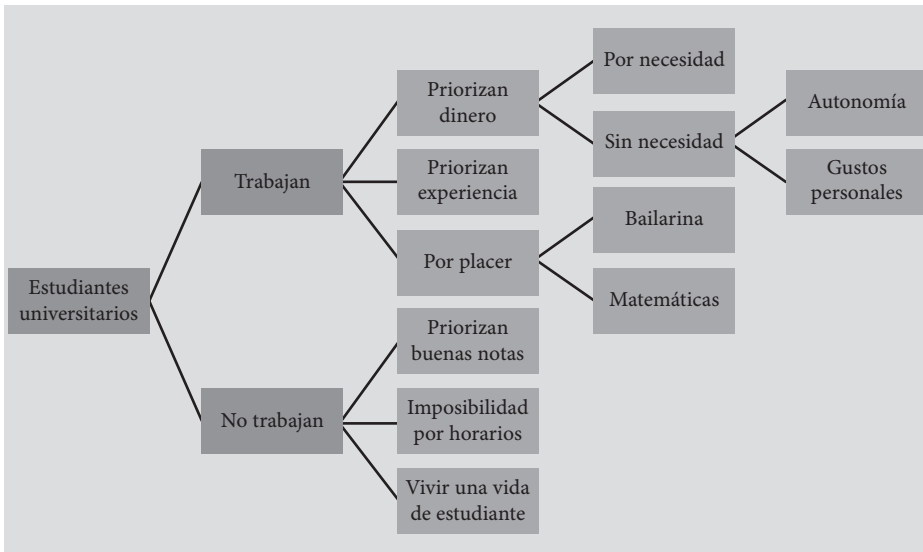 Estudiantes
universitarios
Trabajan
Priorizan
dinero
Por necesidad
Sin necesidad
Autonomía
Gustos
personales
Priorizan
experiencia
Por placer
Bailarina
Matemáticas
No trabajan
Priorizan
buenas notas
Imposibilidad
por horarios
Vivir una vida
de estudiante